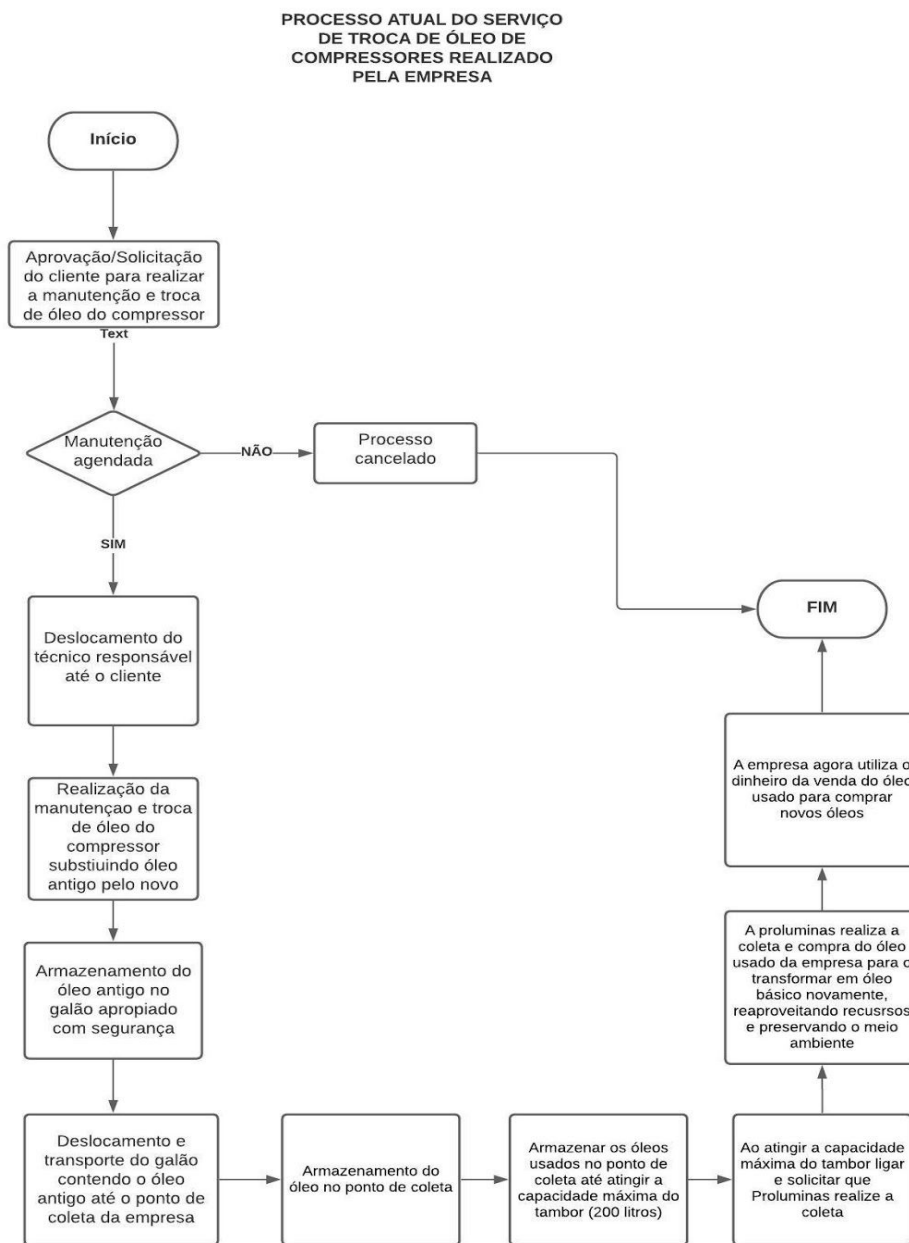 PROCESSO ATUAL DO SERVIÇO
DE TROCA DE ÓLEO DE
COMPRESSORES REALIZADO
PELA EMPRESA
Início
Aprovação/Solicitação
do cliente para realizar
a manutenção e troca
de óleo do compressor
Text
Manutenção
agendada
NÃO
Processo
cancelado
SIM
Deslocamento do
técnico responsável
até o cliente
Realização da
manutençao e troca
de óleo do
compressor
substiuindo óleo
antigo pelo novo
Armazenamento do
óleo antigo no
galão apropiado
com segurança
Deslocamento e
transporte do galão
contendo o óleo
antigo até o ponto de
coleta da empresa
Armazenamento do
óleo no ponto de coleta
Armazenar os óleos
usados no ponto de
coleta até atingir a
capacidade máxima do
tambor (200 litros)
Ao atingir a capacidade
máxima do tambor ligar
e solicitar que
Proluminas realize a
coleta
A proluminas realiza a
coleta e compra do óleo
usado da empresa para o
transformar em óleo
básico novamente,
reaproveitando recusrsos
e preservando o meio
ambiente
A empresa agora utiliza o
dinheiro da venda do óleo
usado para comprar
novos óleos
FIM